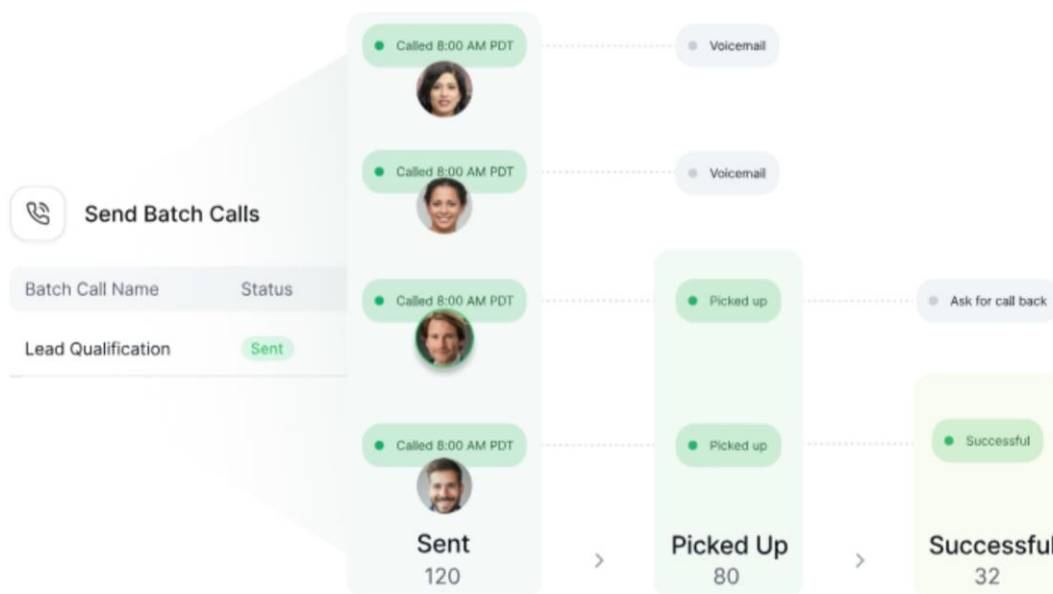 Called 8:00 AM PDT
Voicemail
Called 8:00 AM PDT
Voicemail
Send Batch Calls
Batch Call Name Status
Called 8:00 AM PDT
Picked up
Ask for call back
Lead Qualification Sent
Called 8:00 AM PDT
Picked up
Successful
Sent
120
Picked Up
80
Successful
32